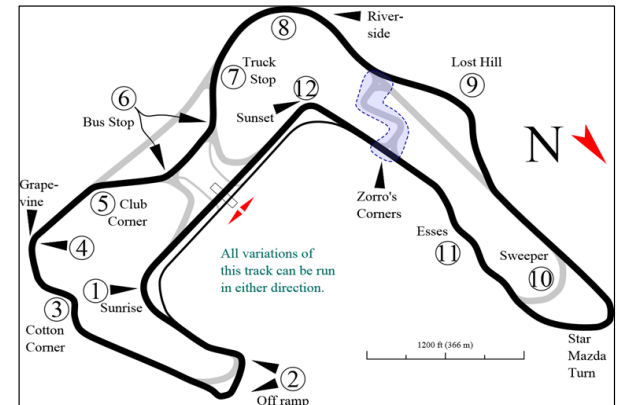 8
River-
side
7
Truck
Stop
Lost Hill
9
12
6
Sunset
Bus Stop
N
Grape-
vine
5
Club
Corner
Zorro's
Corners
Esses
11
4
All variations of
this track can be run
in either direction.
Sweeper
10
1
Sunrise
3
Cotton
Corner
1200 ft (366 m)
Star
Mazda
Turn
2
Off ramp